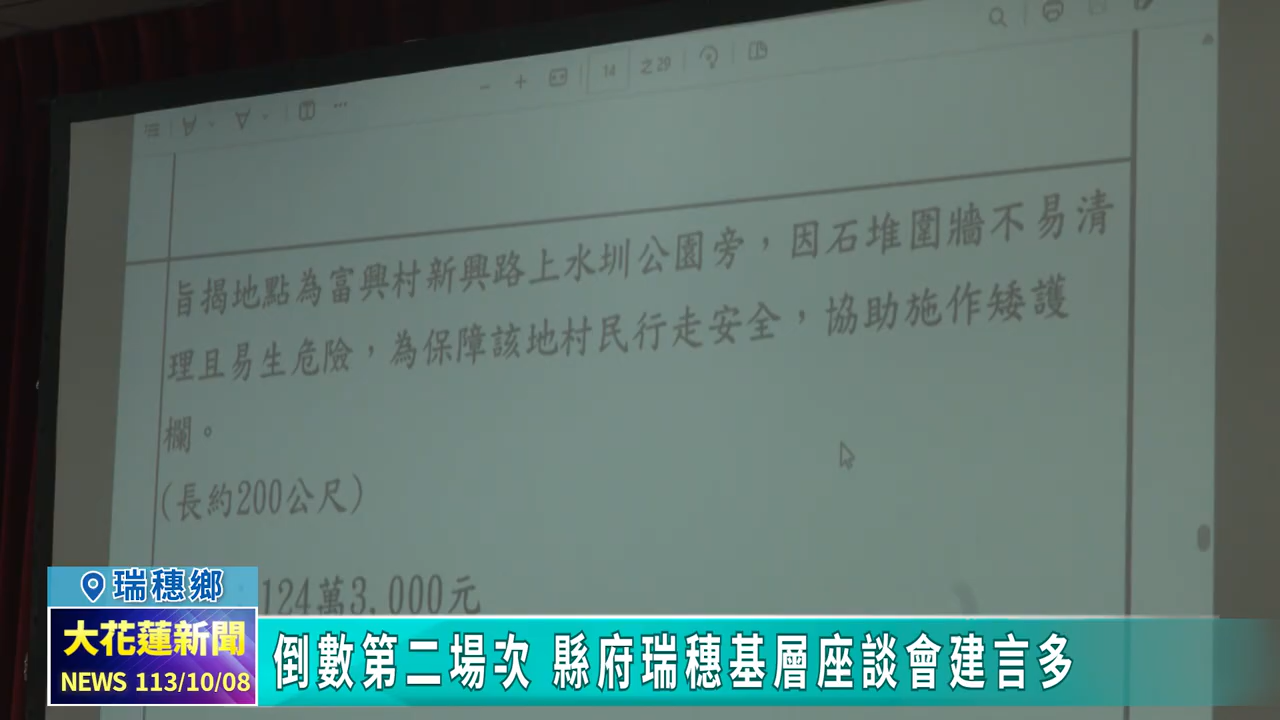 14
之29
旨揭地點為富興村新興路上水圳公園旁，因石堆圍牆不易清
理且易生危險，為保障該地村民行走安全，協助施作矮護
欄。
(長約200公尺)
124萬3,000元
瑞穗鄉
大花蓮新聞
NEWS 113/10/08
倒數第二場次 縣府瑞穗基層座談會建言多